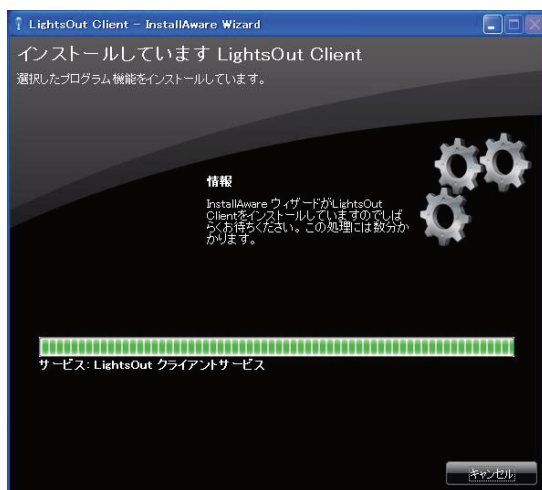 LightsOut Client - InstallAware Wizard
インストールしています LightsOut Client
選択したプログラム機能をインストールしています。
情報
InstallAware ウィザードがLightsOut
Clientをインストールしていますのでしば
らくお待ちください。この処理には数分か
かります。
サービス: LightsOut クライアントサービス
キャンセル